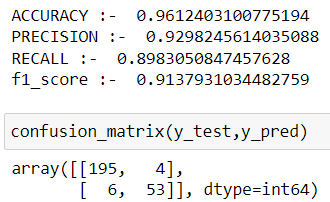 ACCURACY :-  0.9612403100775194
PRECISION :-  0.9298245614035088
RECALL :-  0.8983050847457628
f1_score :-  0.9137931034482759
confusion_matrix(y_test,y_pred)
array([[195,   4],
       [  6,  53]], dtype=int64)